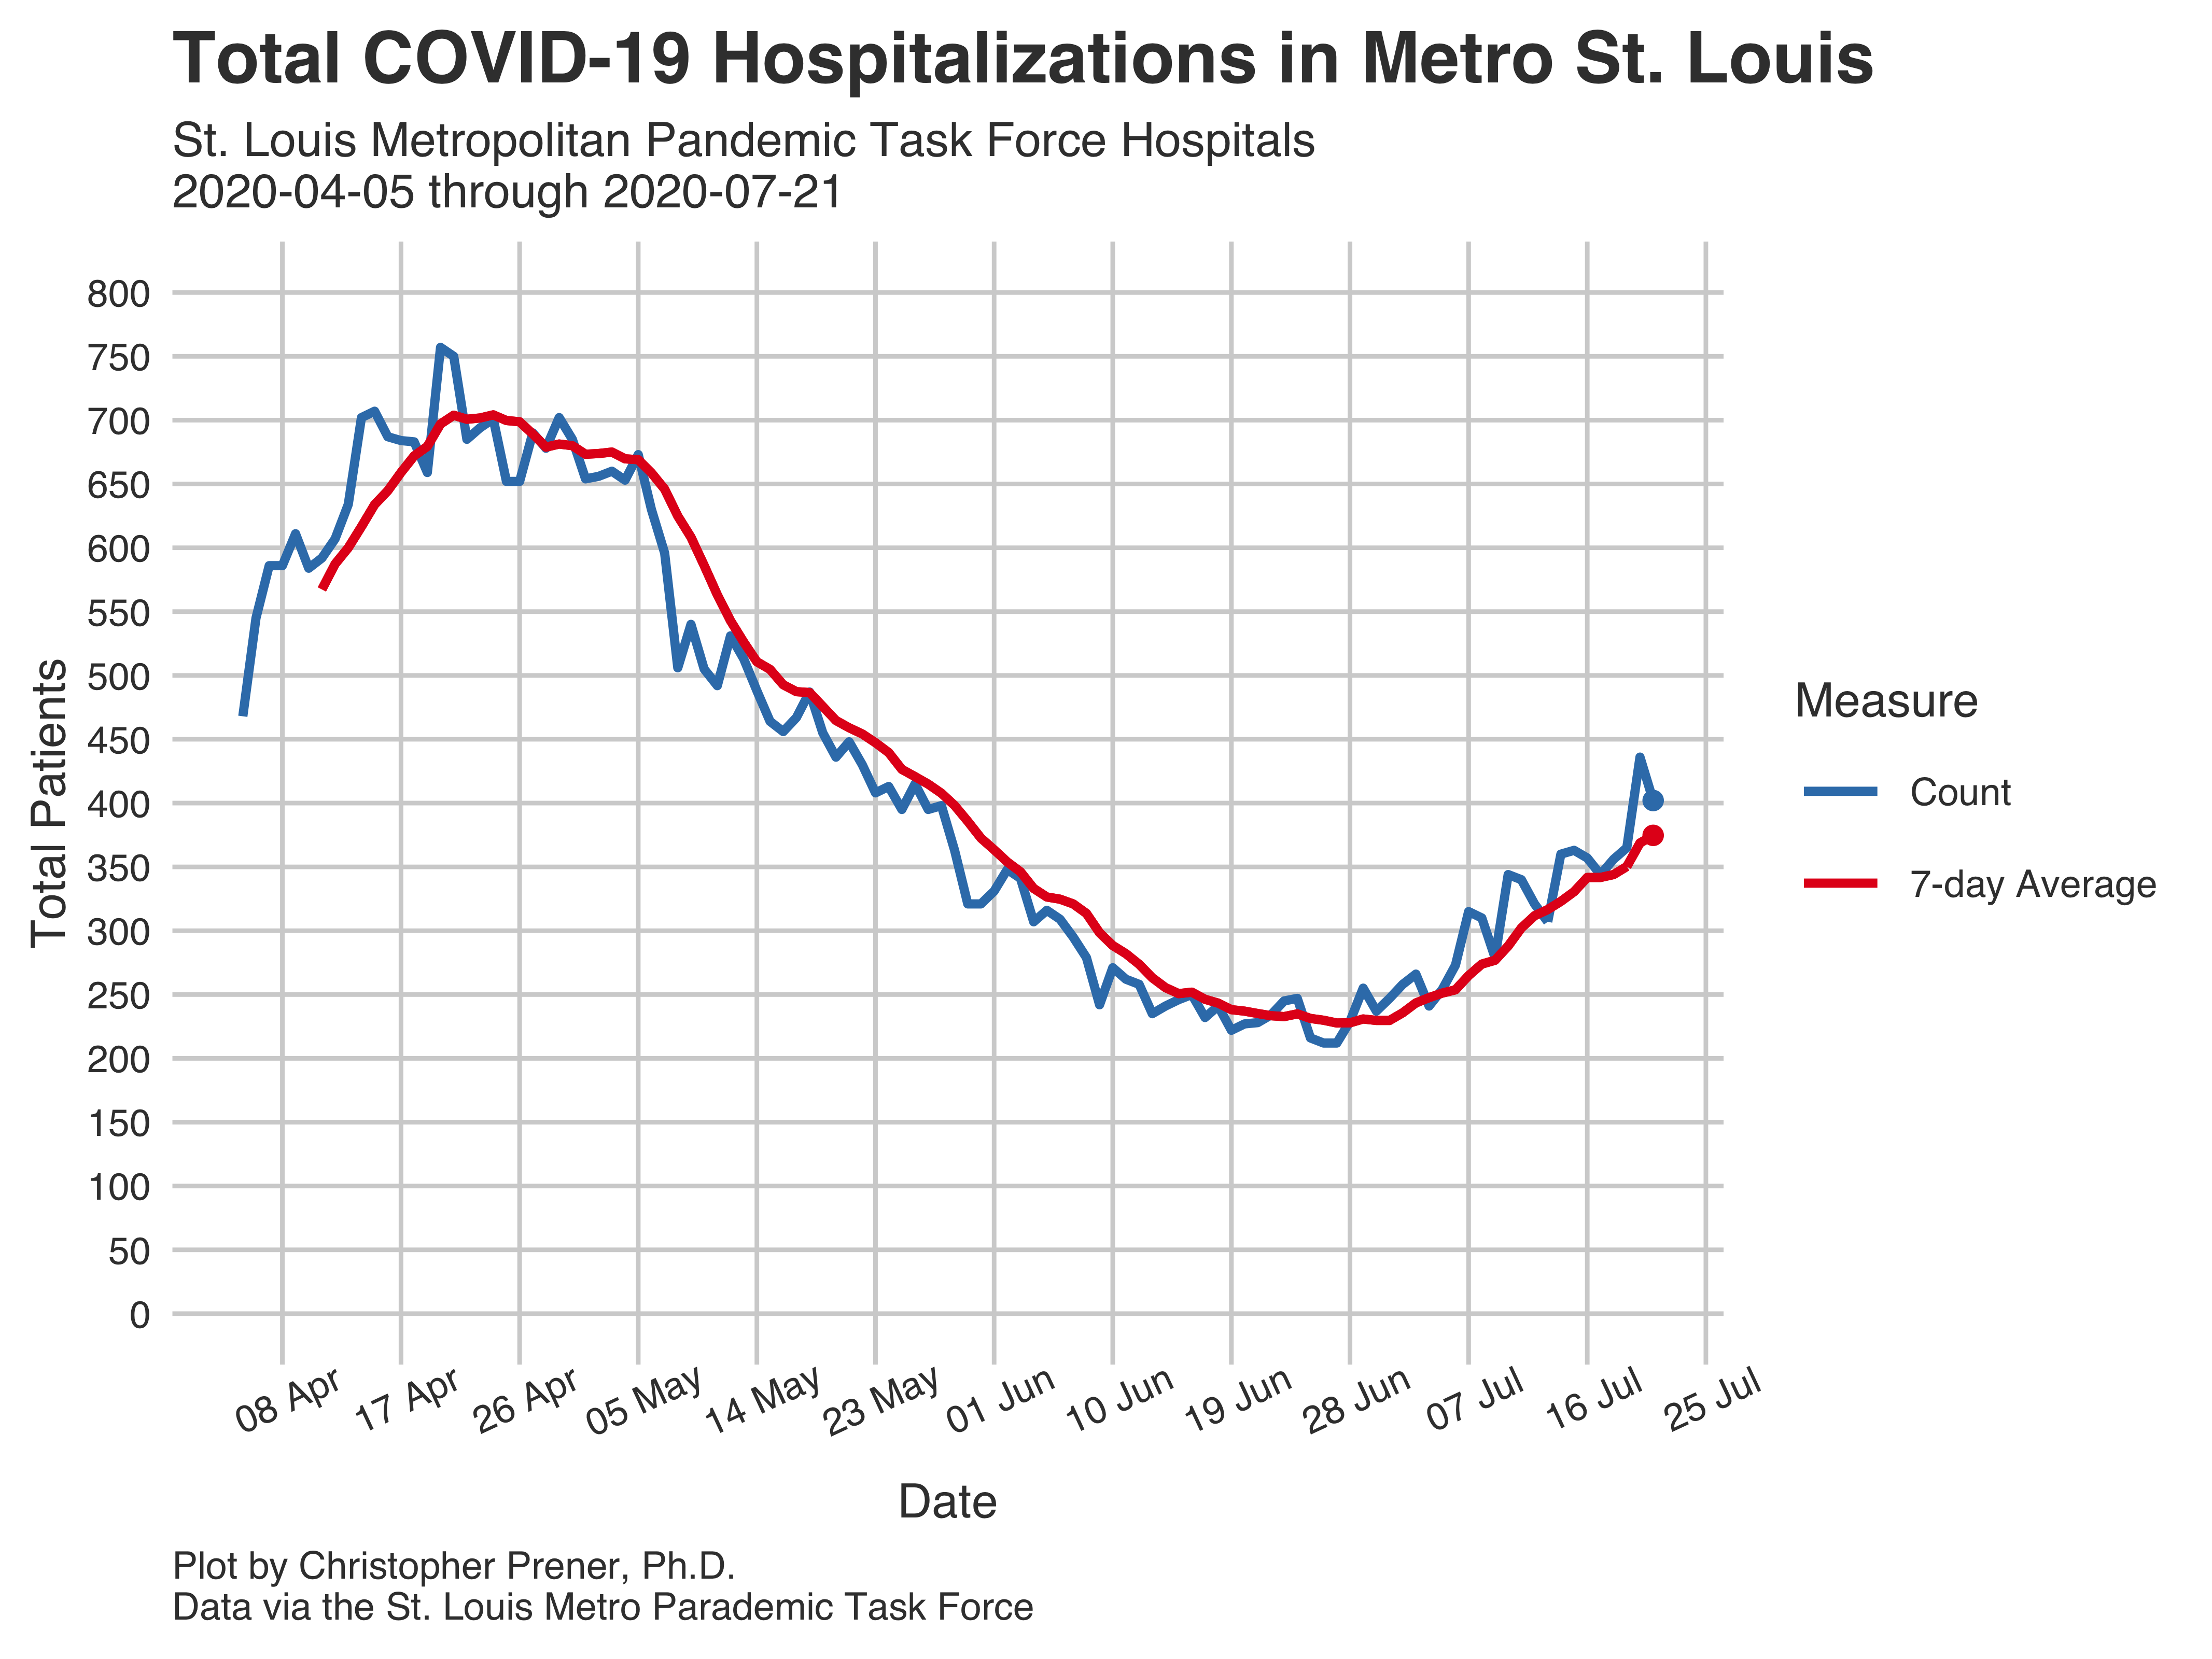 Total COVID-19 Hospitalizations in Metro St. Louis
St. Louis Metropolitan Pandemic Task Force Hospitals
2020-04-05 through 2020-07-21
800
750
700
650
600
550
500
450
400
350
300
250
200
150
100
50
0
Total Patients
08 Apr
17 Apr
26 Apr
05 May
14 May
23 May
01 Jun
10 Jun
19 Jun
28 Jun
07 Jul
16 Jul
25 Jul
Date
Measure
Count
7-day Average
Plot by Christopher Prener, Ph.D.
Data via the St. Louis Metro Parademic Task Force